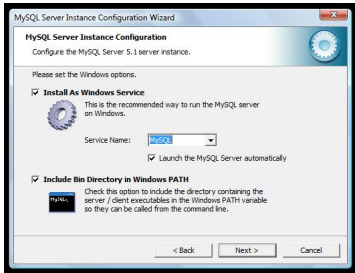 MySQL Server Instance Configuration Wizard
MySQL Server Instance Configuration
Configure the MySQL Server 5.1 server instance.
Please set the Windows options.
Install As Windows Service
This is the recommended way to run the MySQL server
on Windows.
Service Name:
MySQL
Launch the MySQL Server automatically
Include Bin Directory in Windows PATH
MySQL
Check this option to include the directory containing the
server / client executables in the Windows PATH variable
so they can be called from the command line.
< Back
Next >
Cancel